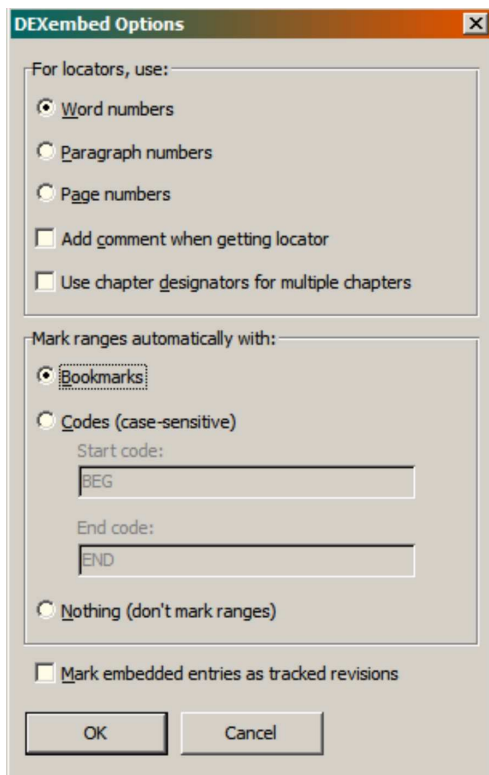 DEXembed Options
For locators, use:
Word numbers
Paragraph numbers
Page numbers
Add comment when getting locator
Use chapter designators for multiple chapters
Mark ranges automatically with:
Bookmarks
Codes (case-sensitive)
Start code:
BEG
End code:
END
Nothing (don't mark ranges)
Mark embedded entries as tracked revisions
OK Cancel